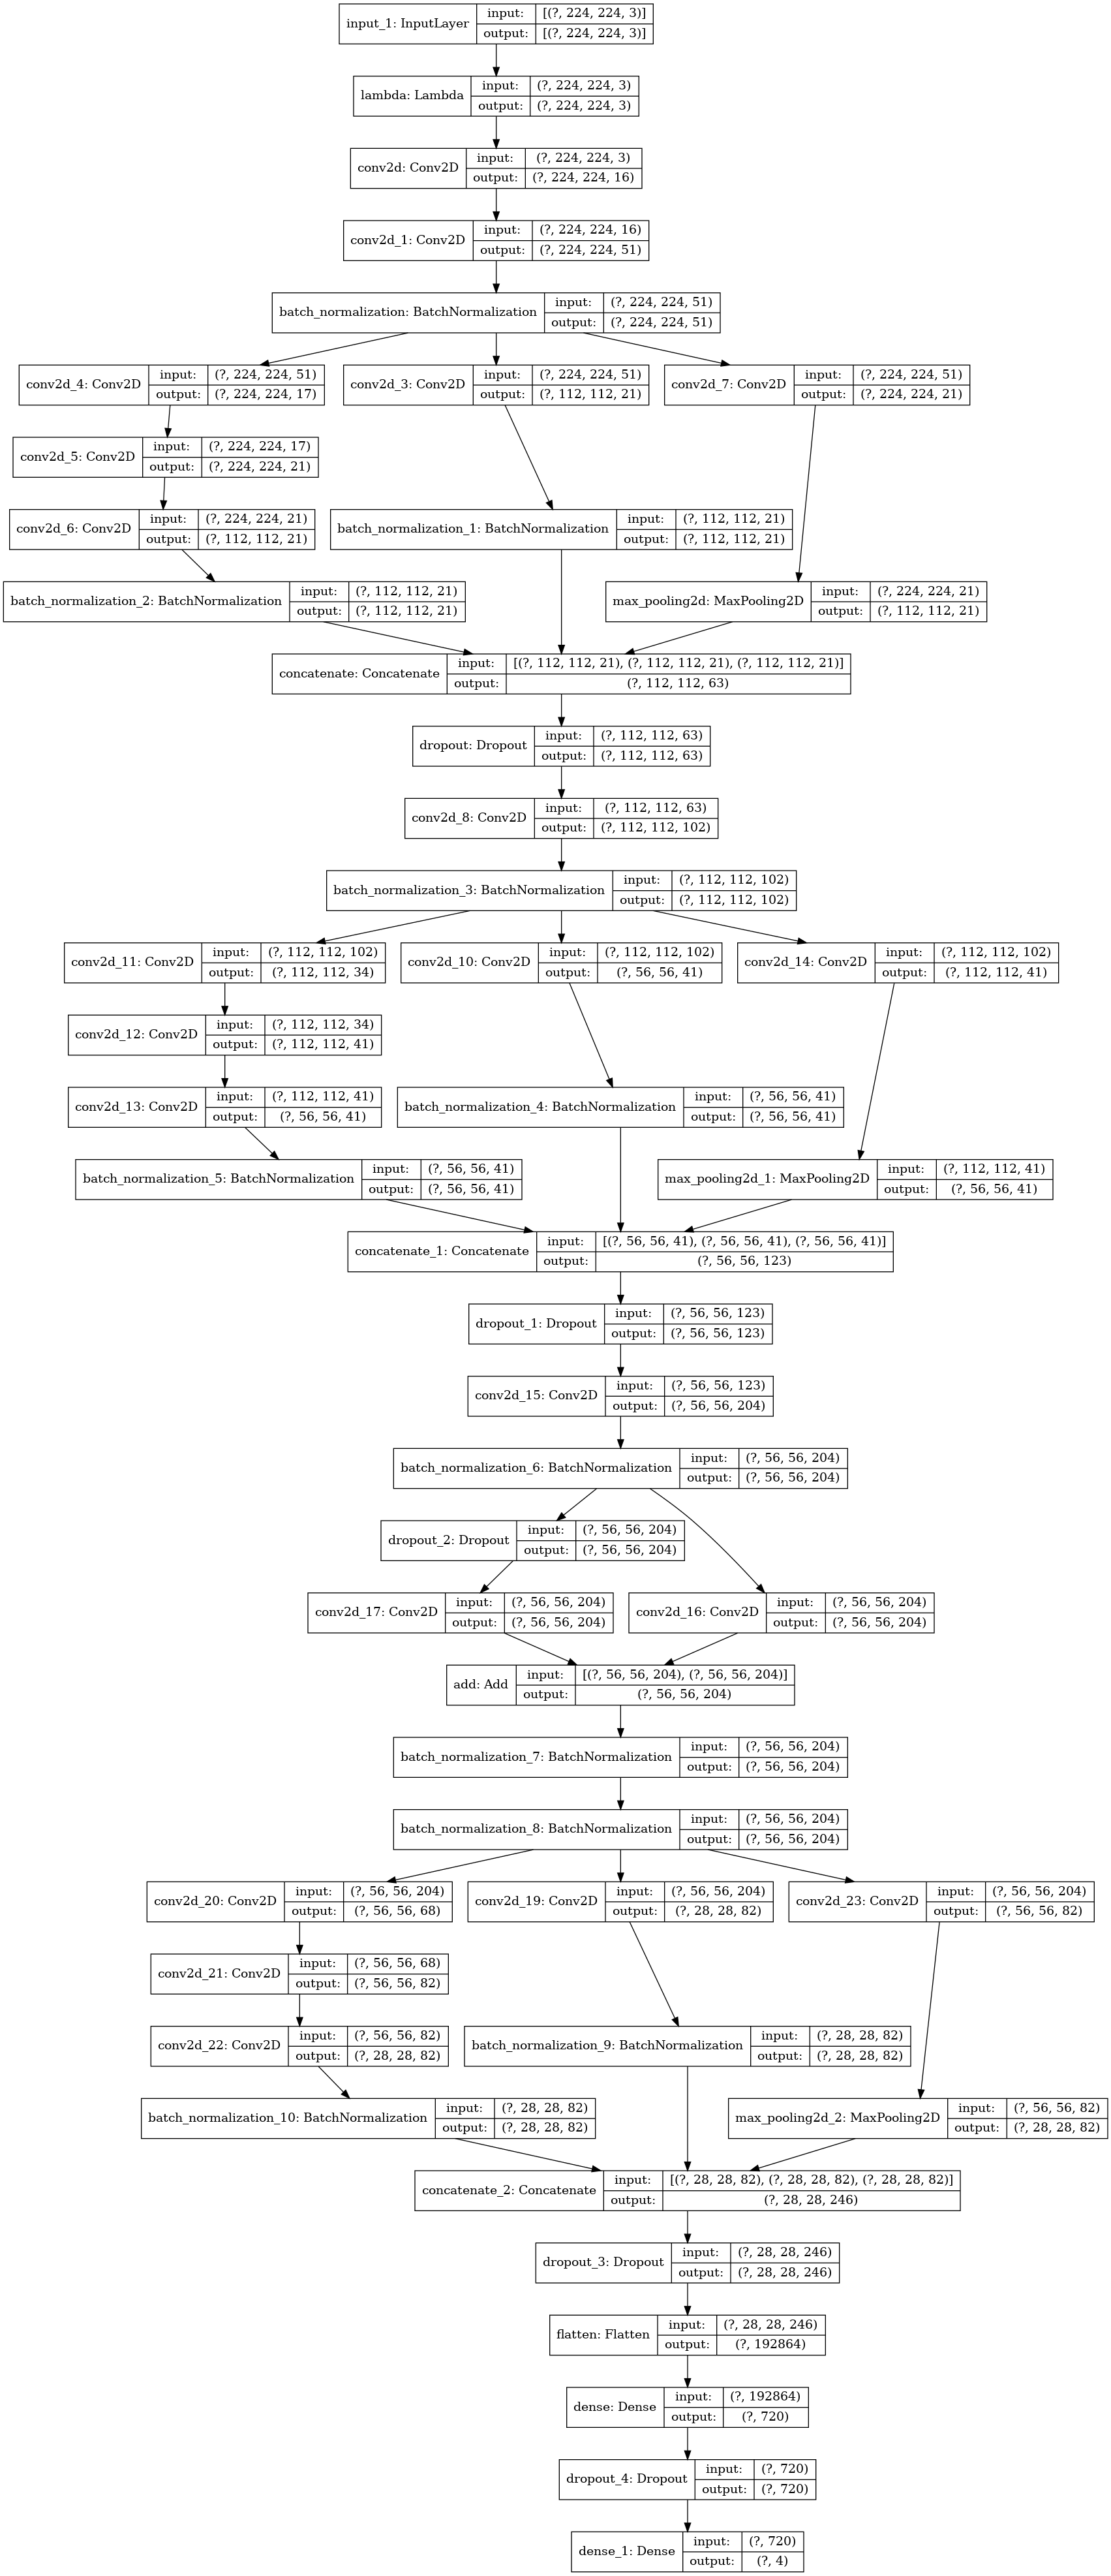 input_1: InputLayer
input: [(?, 224, 224, 3)]
output: [(?, 224, 224, 3)]
lambda: Lambda
input: (?, 224, 224, 3)
output: (?, 224, 224, 3)
conv2d: Conv2D
input: (?, 224, 224, 3)
output: (?, 224, 224, 16)
conv2d_1: Conv2D
input: (?, 224, 224, 16)
output: (?, 224, 224, 51)
batch_normalization: BatchNormalization
input: (?, 224, 224, 51)
output: (?, 224, 224, 51)
conv2d_4: Conv2D
input: (?, 224, 224, 51)
output: (?, 224, 224, 17)
conv2d_3: Conv2D
input: (?, 224, 224, 51)
output: (?, 112, 112, 21)
conv2d_7: Conv2D
input: (?, 224, 224, 51)
output: (?, 224, 224, 21)
conv2d_5: Conv2D
input: (?, 224, 224, 17)
output: (?, 224, 224, 21)
conv2d_6: Conv2D
input: (?, 224, 224, 21)
output: (?, 112, 112, 21)
batch_normalization_1: BatchNormalization
input: (?, 112, 112, 21)
output: (?, 112, 112, 21)
batch_normalization_2: BatchNormalization
input: (?, 112, 112, 21)
output: (?, 112, 112, 21)
max_pooling2d: MaxPooling2D
input: (?, 224, 224, 21)
output: (?, 112, 112, 21)
concatenate: Concatenate
input: [(?, 112, 112, 21), (?, 112, 112, 21), (?, 112, 112, 21)]
output: (?, 112, 112, 63)
dropout: Dropout
input: (?, 112, 112, 63)
output: (?, 112, 112, 63)
conv2d_8: Conv2D
input: (?, 112, 112, 63)
output: (?, 112, 112, 102)
batch_normalization_3: BatchNormalization
input: (?, 112, 112, 102)
output: (?, 112, 112, 102)
conv2d_11: Conv2D
input: (?, 112, 112, 102)
output: (?, 112, 112, 34)
conv2d_10: Conv2D
input: (?, 112, 112, 102)
output: (?, 56, 56, 41)
conv2d_14: Conv2D
input: (?, 112, 112, 102)
output: (?, 112, 112, 41)
conv2d_12: Conv2D
input: (?, 112, 112, 34)
output: (?, 112, 112, 41)
conv2d_13: Conv2D
input: (?, 112, 112, 41)
output: (?, 56, 56, 41)
batch_normalization_4: BatchNormalization
input: (?, 56, 56, 41)
output: (?, 56, 56, 41)
batch_normalization_5: BatchNormalization
input: (?, 56, 56, 41)
output: (?, 56, 56, 41)
max_pooling2d_1: MaxPooling2D
input: (?, 112, 112, 41)
output: (?, 56, 56, 41)
concatenate_1: Concatenate
input: [(?, 56, 56, 41), (?, 56, 56, 41), (?, 56, 56, 41)]
output: (?, 56, 56, 123)
dropout_1: Dropout
input: (?, 56, 56, 123)
output: (?, 56, 56, 123)
conv2d_15: Conv2D
input: (?, 56, 56, 123)
output: (?, 56, 56, 204)
batch_normalization_6: BatchNormalization
input: (?, 56, 56, 204)
output: (?, 56, 56, 204)
dropout_2: Dropout
input: (?, 56, 56, 204)
output: (?, 56, 56, 204)
conv2d_17: Conv2D
input: (?, 56, 56, 204)
output: (?, 56, 56, 204)
conv2d_16: Conv2D
input: (?, 56, 56, 204)
output: (?, 56, 56, 204)
add: Add
input: [(?, 56, 56, 204), (?, 56, 56, 204)]
output: (?, 56, 56, 204)
batch_normalization_7: BatchNormalization
input: (?, 56, 56, 204)
output: (?, 56, 56, 204)
batch_normalization_8: BatchNormalization
input: (?, 56, 56, 204)
output: (?, 56, 56, 204)
conv2d_20: Conv2D
input: (?, 56, 56, 204)
output: (?, 56, 56, 68)
conv2d_19: Conv2D
input: (?, 56, 56, 204)
output: (?, 28, 28, 82)
conv2d_23: Conv2D
input: (?, 56, 56, 204)
output: (?, 56, 56, 82)
conv2d_21: Conv2D
input: (?, 56, 56, 68)
output: (?, 56, 56, 82)
conv2d_22: Conv2D
input: (?, 56, 56, 82)
output: (?, 28, 28, 82)
batch_normalization_9: BatchNormalization
input: (?, 28, 28, 82)
output: (?, 28, 28, 82)
batch_normalization_10: BatchNormalization
input: (?, 28, 28, 82)
output: (?, 28, 28, 82)
max_pooling2d_2: MaxPooling2D
input: (?, 56, 56, 82)
output: (?, 28, 28, 82)
concatenate_2: Concatenate
input: [(?, 28, 28, 82), (?, 28, 28, 82), (?, 28, 28, 82)]
output: (?, 28, 28, 246)
dropout_3: Dropout
input: (?, 28, 28, 246)
output: (?, 28, 28, 246)
flatten: Flatten
input: (?, 28, 28, 246)
output: (?, 192864)
dense: Dense
input: (?, 192864)
output: (?, 720)
dropout_4: Dropout
input: (?, 720)
output: (?, 720)
dense_1: Dense
input: (?, 720)
output: (?, 4)